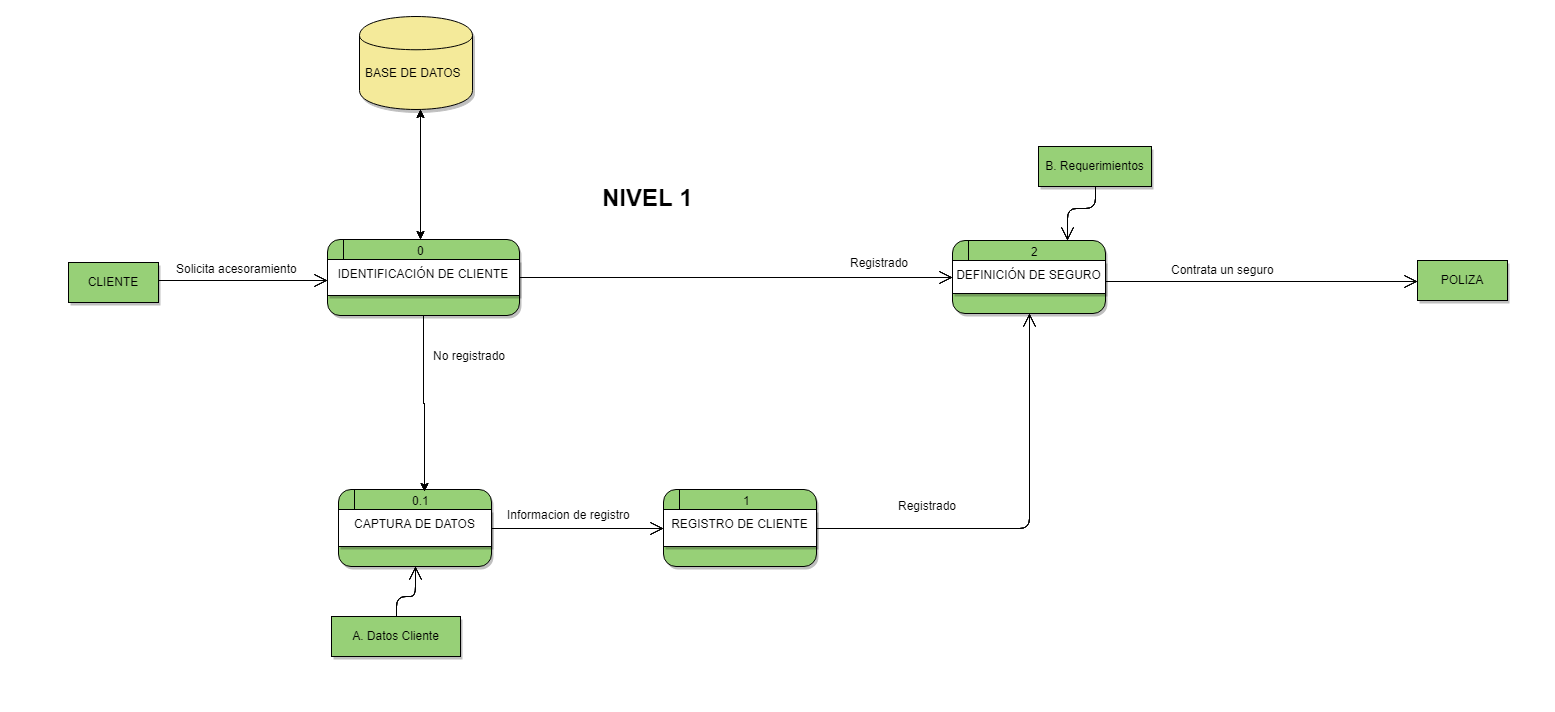 BASE DE DATOS
B. Requerimientos
NIVEL 1
0
IDENTIFICACIÓN DE CLIENTE
2
DEFINICIÓN DE SEGURO
CLIENTE
Solicita acesoramiento
Registrado
Contrata un seguro
POLIZA
No registrado
0.1
CAPTURA DE DATOS
Informacion de registro
1
REGISTRO DE CLIENTE
Registrado
A. Datos Cliente